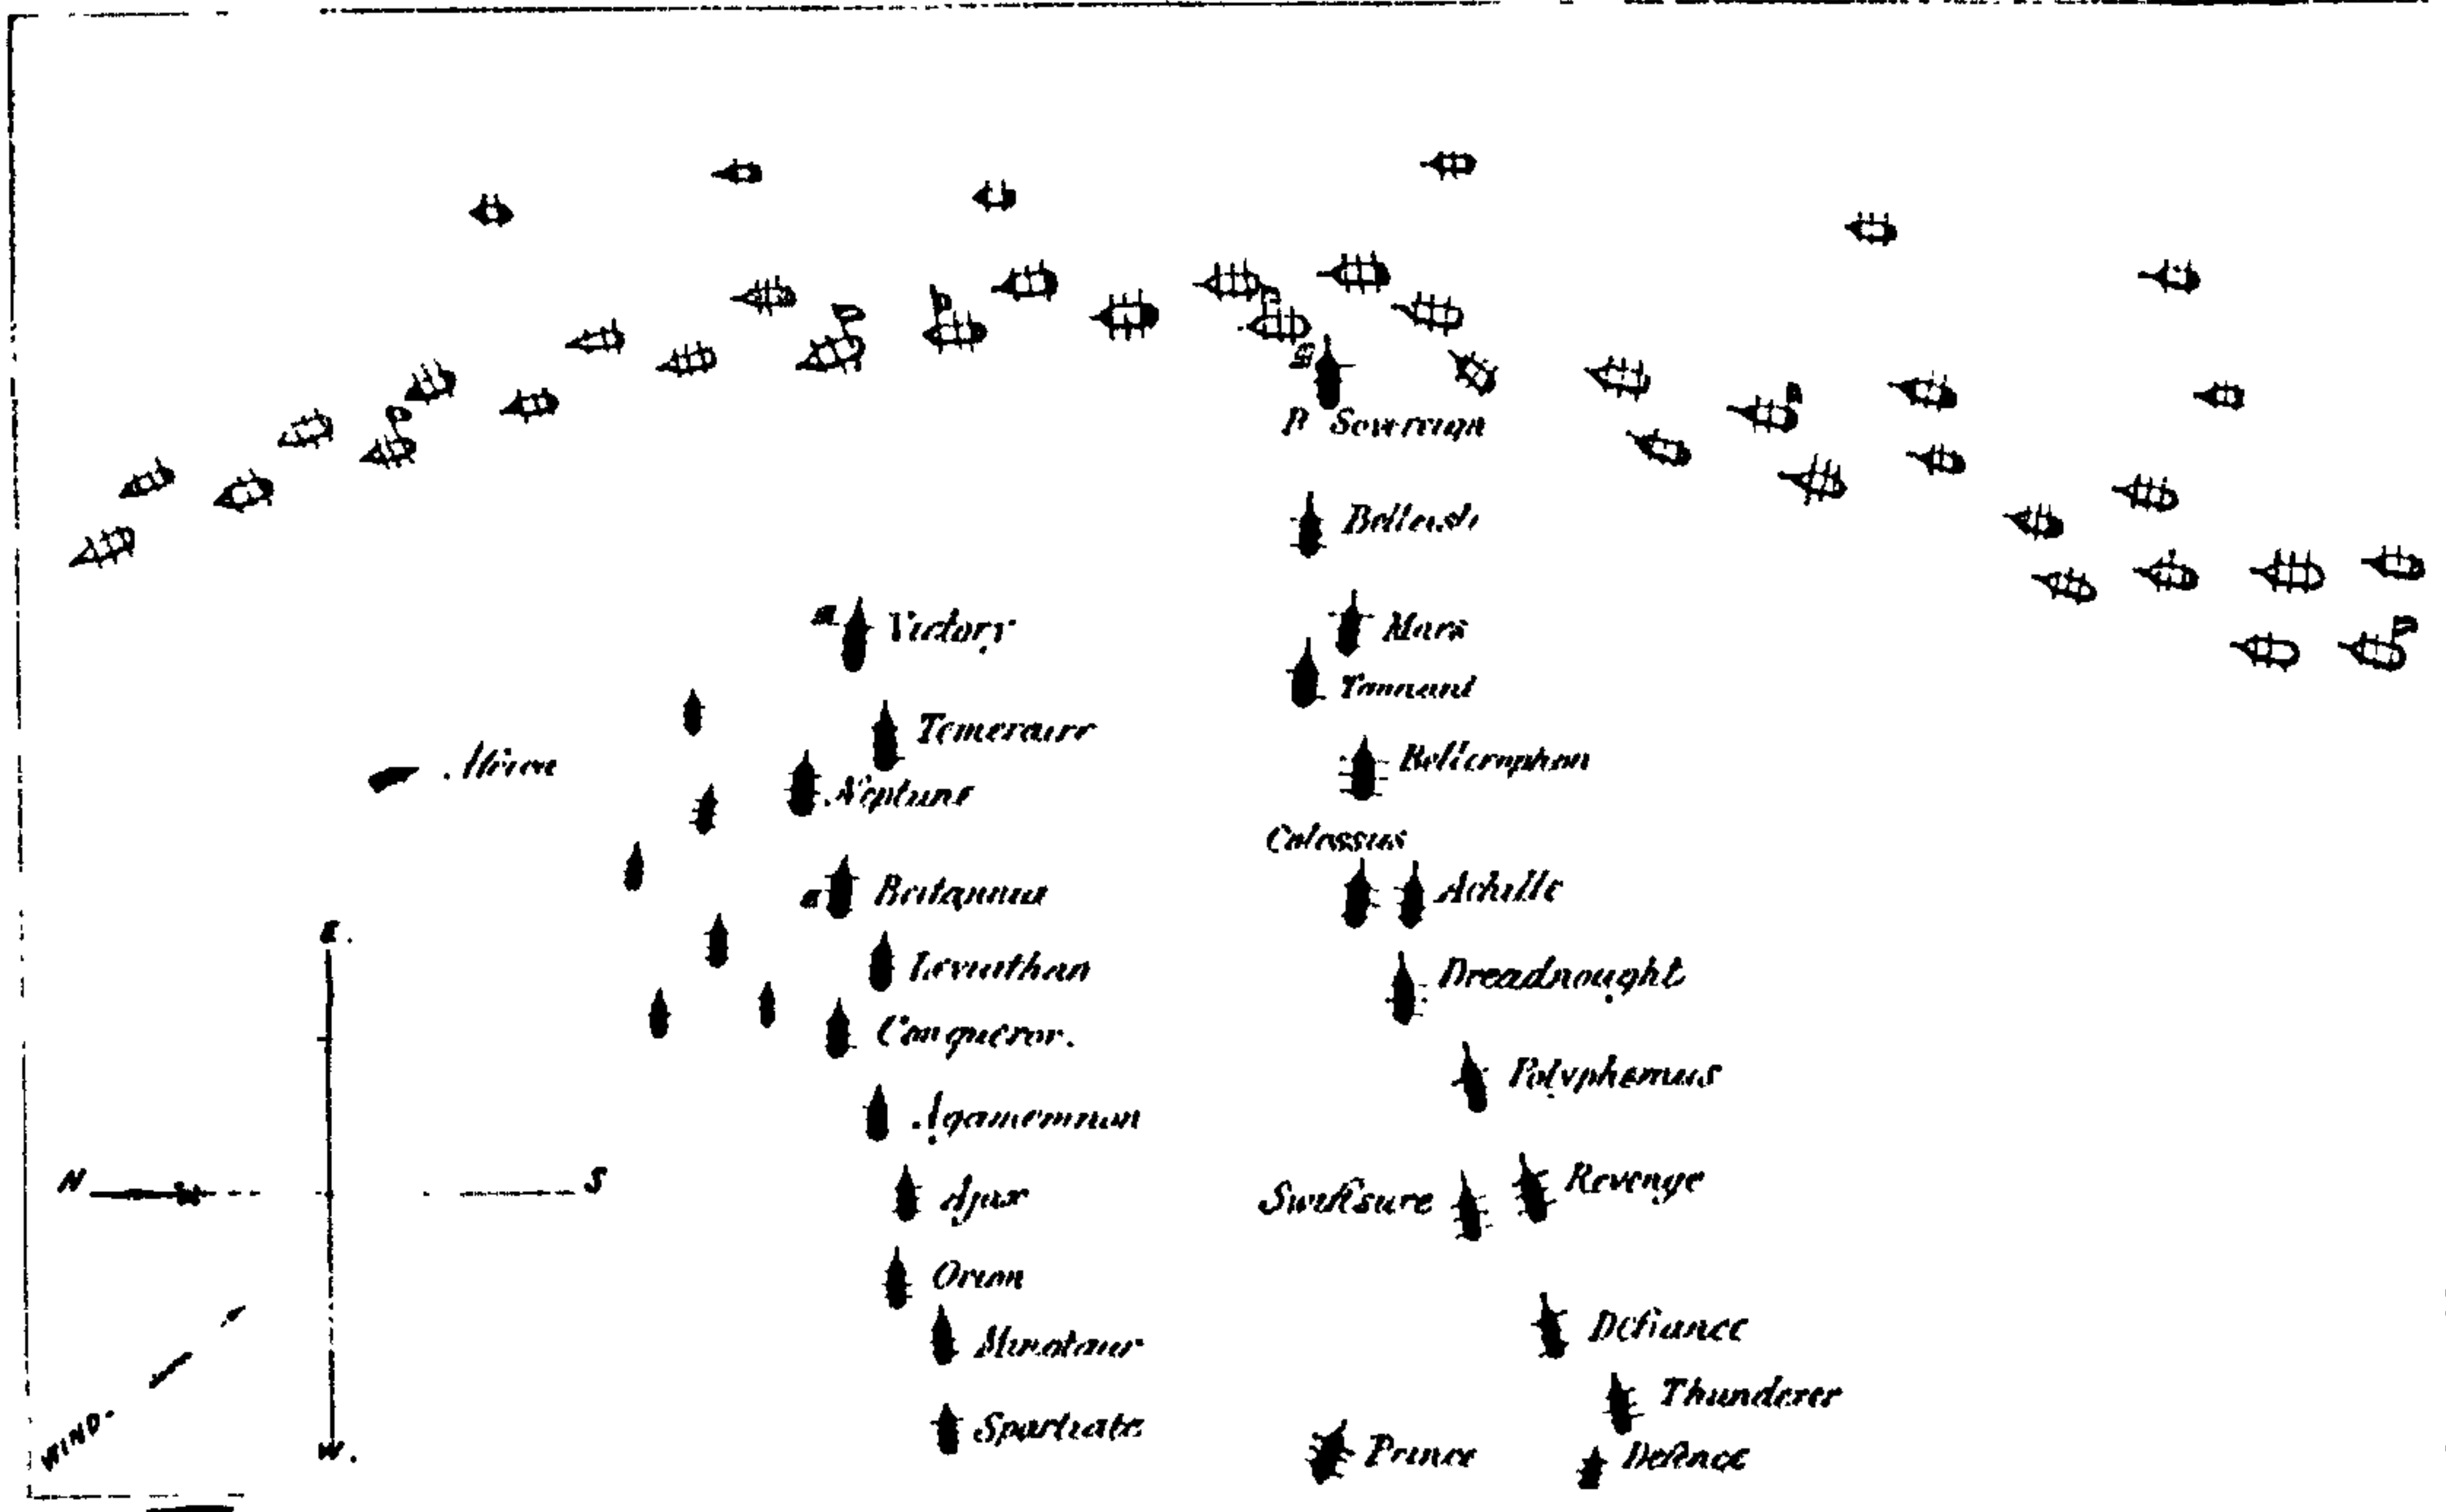 R Sovereign
Belleisle
Victory
Mars
Tonnant
Temeraire
Africa
Neptune
Bellerophon
Colossus
Britannia
Achille
E.
Leviathan
Dreadnought
Conqueror.
Polyphemus
Agamemnon
N
S
Ajax
Swiftsure
Revenge
Orion
Minotaur
Defiance
Thunderer
WIND
W.
Spartiate
Prince
Defence